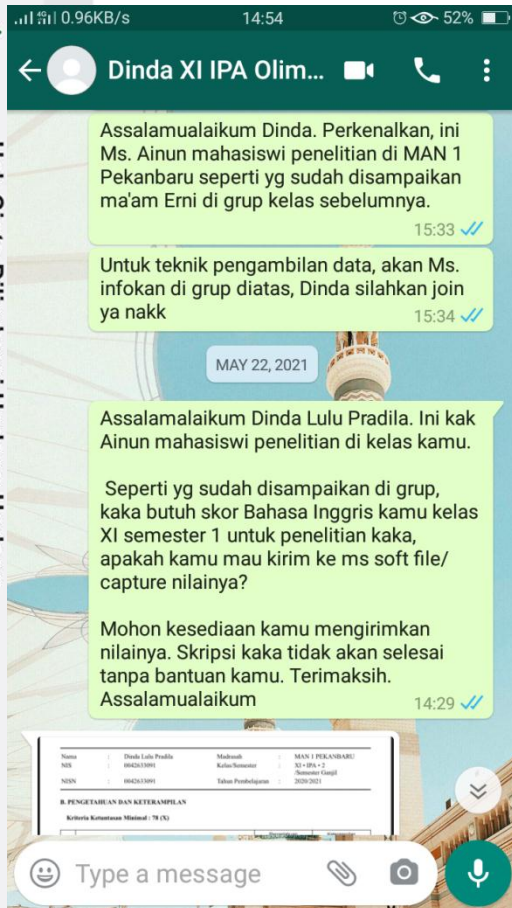 0.96KB/s 14:54 52%
Dinda XI IPA Olim...
Assalamualaikum Dinda. Perkenalkan, ini
Ms. Ainun mahasiswi penelitian di MAN 1
Pekanbaru seperti yg sudah disampaikan
ma'am Erni di grup kelas sebelumnya.
15:33
Untuk teknik pengambilan data, akan Ms.
infokan di grup diatas, Dinda silahkan join
ya nakk
15:34
MAY 22, 2021
Assalamalaikum Dinda Lulu Pradila. Ini kak
Ainun mahasiswi penelitian di kelas kamu.
Seperti yg sudah disampaikan di grup,
kaka butuh skor Bahasa Inggris kamu kelas
XI semester 1 untuk penelitian kaka,
apakah kamu mau kirim ke ms soft file/
capture nilainya?
Mohon kesediaan kamu mengirimkan
nilainya. Skripsi kaka tidak akan selesai
tanpa bantuan kamu. Terimaksih.
Assalamualaikum
14:29
Nama : Dinda Lulu Pradila Madrasah : MAN 1 PEKANBARU
NIS : 0042633091 Kelas/Semester : XI - IPA - 2
/Semester Ganjil
NISN : 0042633091 Tahun Pembelajaran : 2020/2021
B. PENGETAHUAN DAN KETERAMPILAN
Kriteria Ketuntasan Minimal : 78 (X)
Type a message